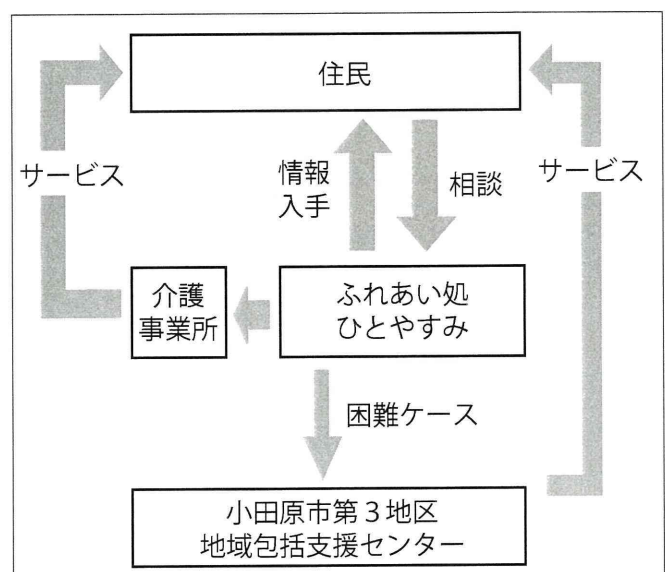 住民
サービス
情報
入手
相談
サービス
介護
事業所
ふれあい処
ひとやすみ
困難ケース
小田原市第3地区
地域包括支援センター